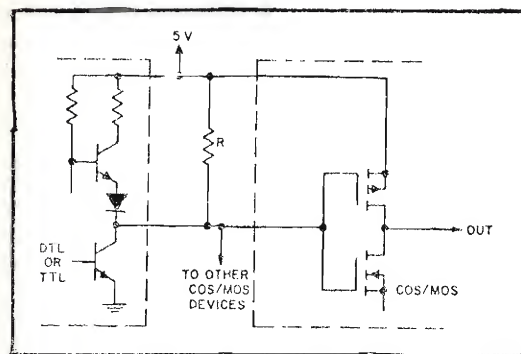 5 V
R
DTL
OR
TTL
TO OTHER
COS/MOS
DEVICES
OUT
COS/MOS